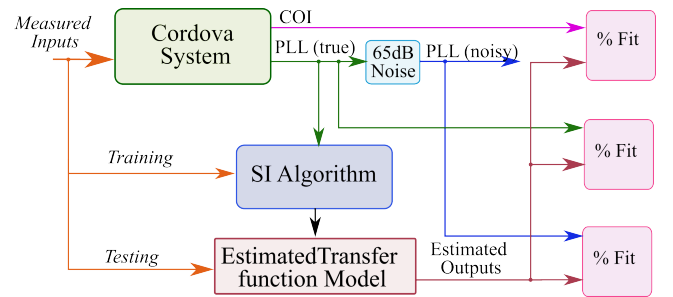 Measured
Inputs
Cordova
System
COI
PLL (true)
65dB
Noise
PLL (noisy)
% Fit
Training
SI Algorithm
% Fit
Testing
EstimatedTransfer
function Model
Estimated
Outputs
% Fit